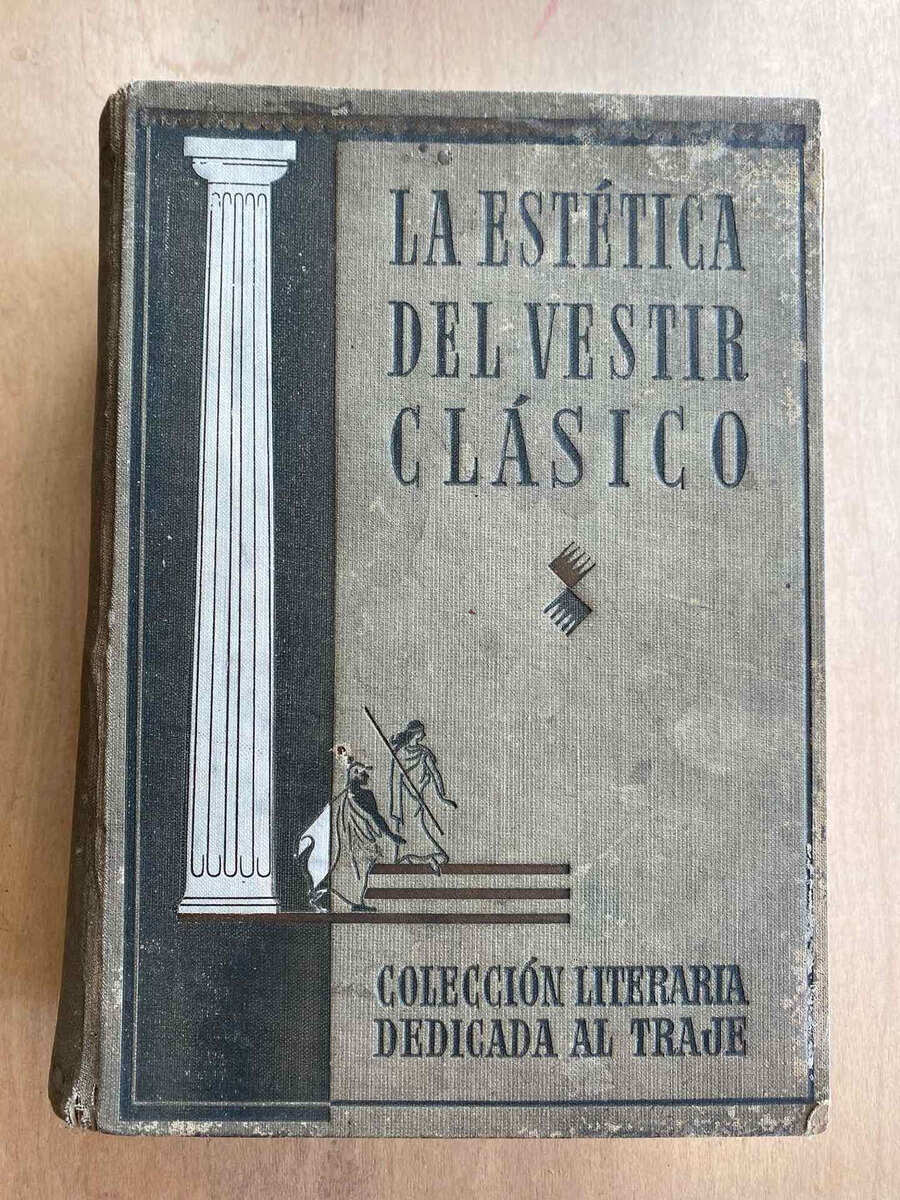 LA ESTÉTICA
DEL VESTIR
CLÁSICO
COLECCIÓN LITERARIA
DEDICADA AL TRAJE